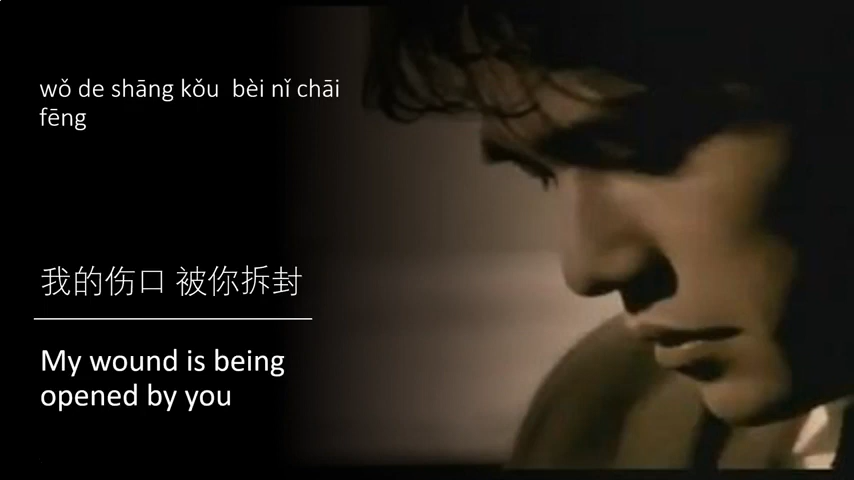 wǒ de shāng kǒu  bèi nǐ chāi
fēng
我的伤口 被你拆封
My wound is being
opened by you